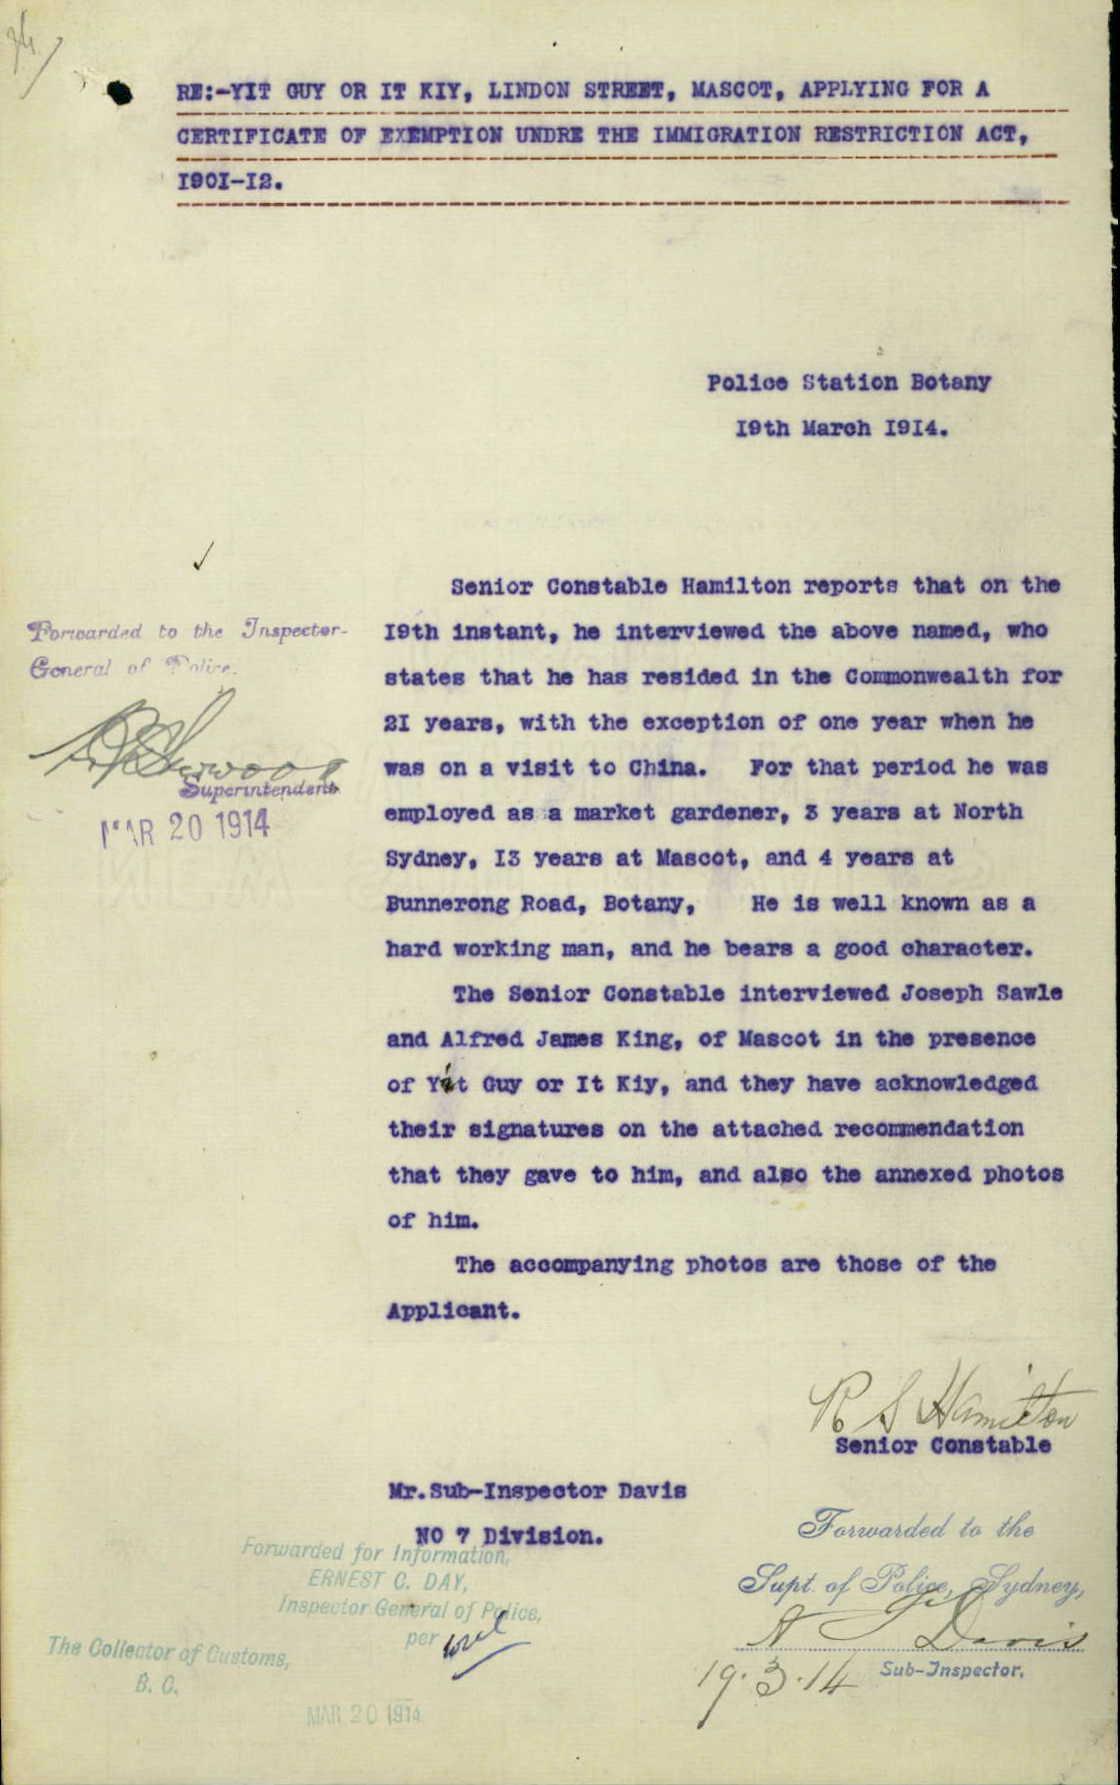 RE:-YIT GUY OR IT KIY, LINDON STREET, MASCOT, APPLYING FOR A
CERTIFICATE OF EXEMPTION UNDRE THE IMMIGRATION RESTRICTION ACT,
I90I-I2.
Police Station Botany
I9th March I9I4.
Senior Constable Hamilton reports that on the
I9th instant, he interviewed the above named, who
states that he has resided in the Commonwealth for
2I years, with the exception of one year when he
was on a visit to China. For that period he was
employed as a market gardener, 3 years at North
Sydney, I3 years at Mascot, and 4 years at
Bunnerong Road, Botany, He is well known as a
hard working man, and he bears a good character.
The Senior Constable interviewed Joseph Sawle
and Alfred James King, of Mascot in the presence
of Yit Guy or It Kiy, and they have acknowledged
their signatures on the attached recommendation
that they gave to him, and also the annexed photos
of him.
The accompanying photos are those of the
Applicant.
Forwarded to the Inspector-
General of Police.
Superintendent
MAR 20 1914
R S Hamilton
Senior Constable
Mr.Sub-Inspector Davis
NO 7 Division.
Forwarded for Information,
ERNEST C. DAY,
Inspector General of Police,
per
The Collector of Customs,
MAR 20 1914
Forwarded to the
Supt. of Police, Sydney,
Davis
Sub-Inspector.
19.3.14